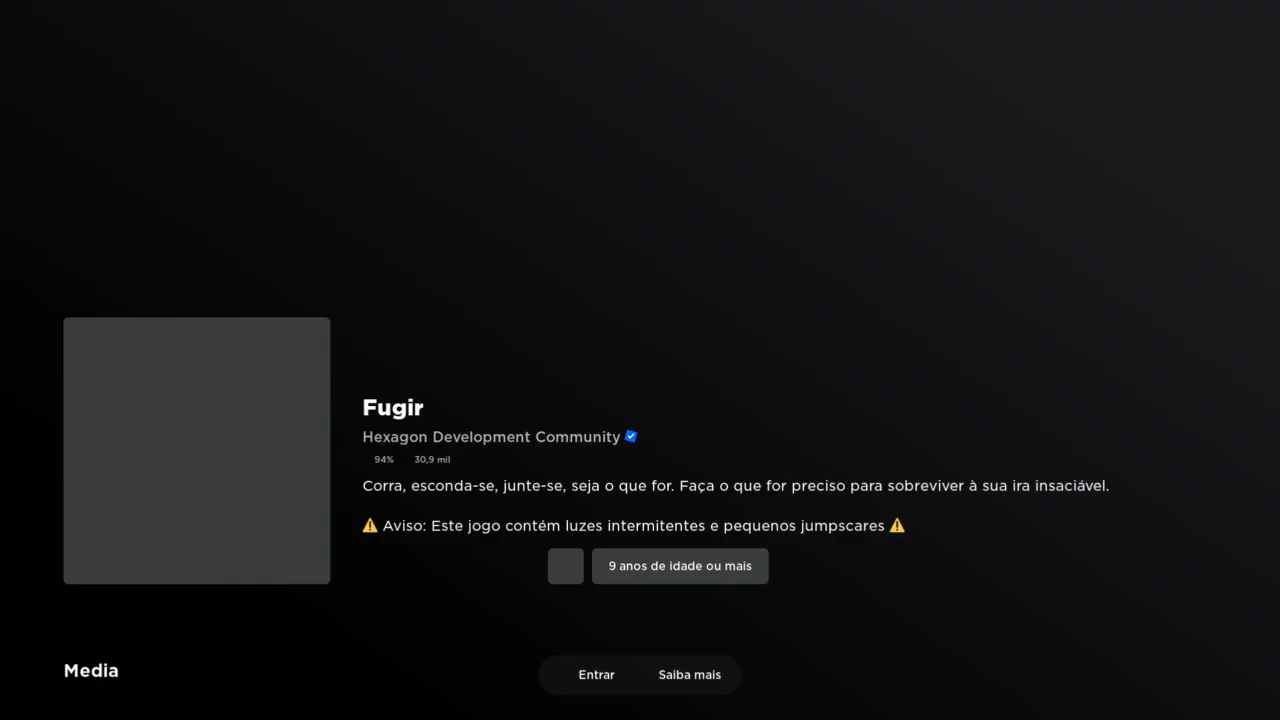 Fugir
Hexagon Development Community
94% 30,9 mil
Corra, esconda-se, junte-se, seja o que for. Faça o que for preciso para sobreviver à sua ira insaciável.
⚠️ Aviso: Este jogo contém luzes intermitentes e pequenos jumpscares ⚠️
9 anos de idade ou mais
Media
Entrar Saiba mais